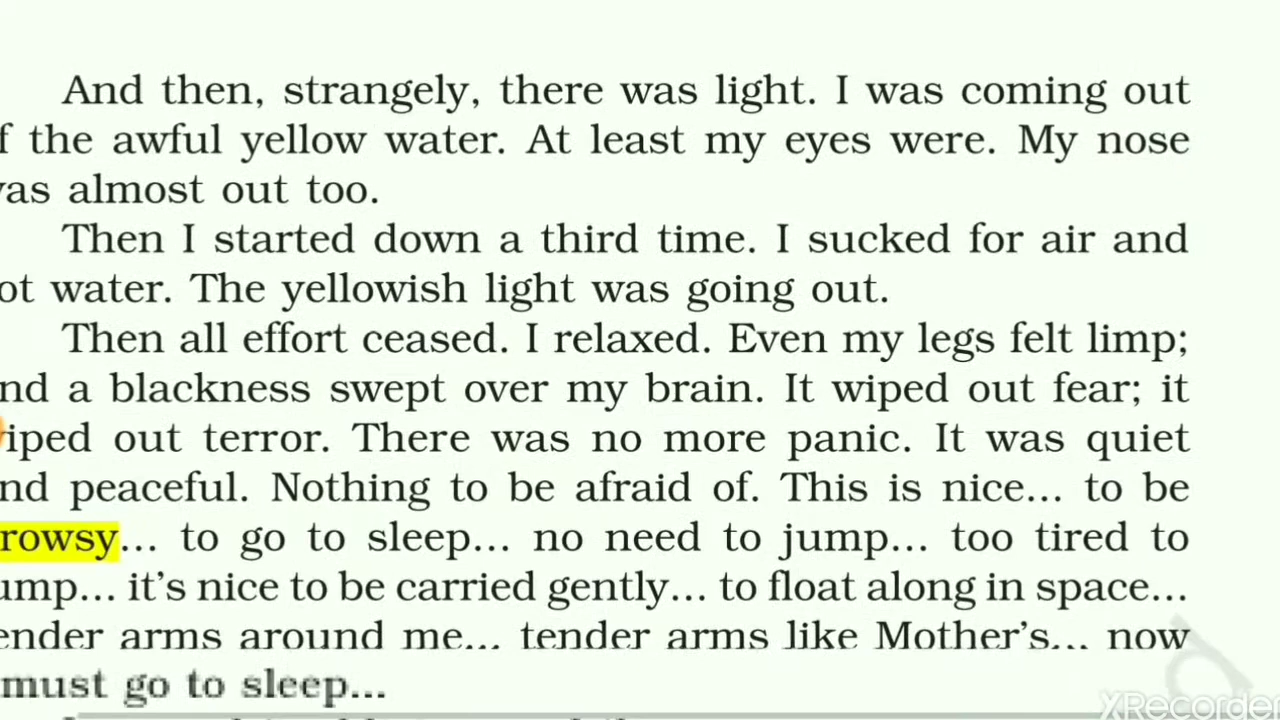 And then, strangely, there was light. I was coming out
f the awful yellow water. At least my eyes were. My nose
as almost out too.
Then I started down a third time. I sucked for air and
ot water. The yellowish light was going out.
Then all effort ceased. I relaxed. Even my legs felt limp;
nd a blackness swept over my brain. It wiped out fear; it
iped out terror. There was no more panic. It was quiet
nd peaceful. Nothing to be afraid of. This is nice... to be
rowsy... to go to sleep... no need to jump... too tired to
ump... it's nice to be carried gently... to float along in space...
ender arms around me... tender arms like Mother's... now
must go to sleep...
XRecorder